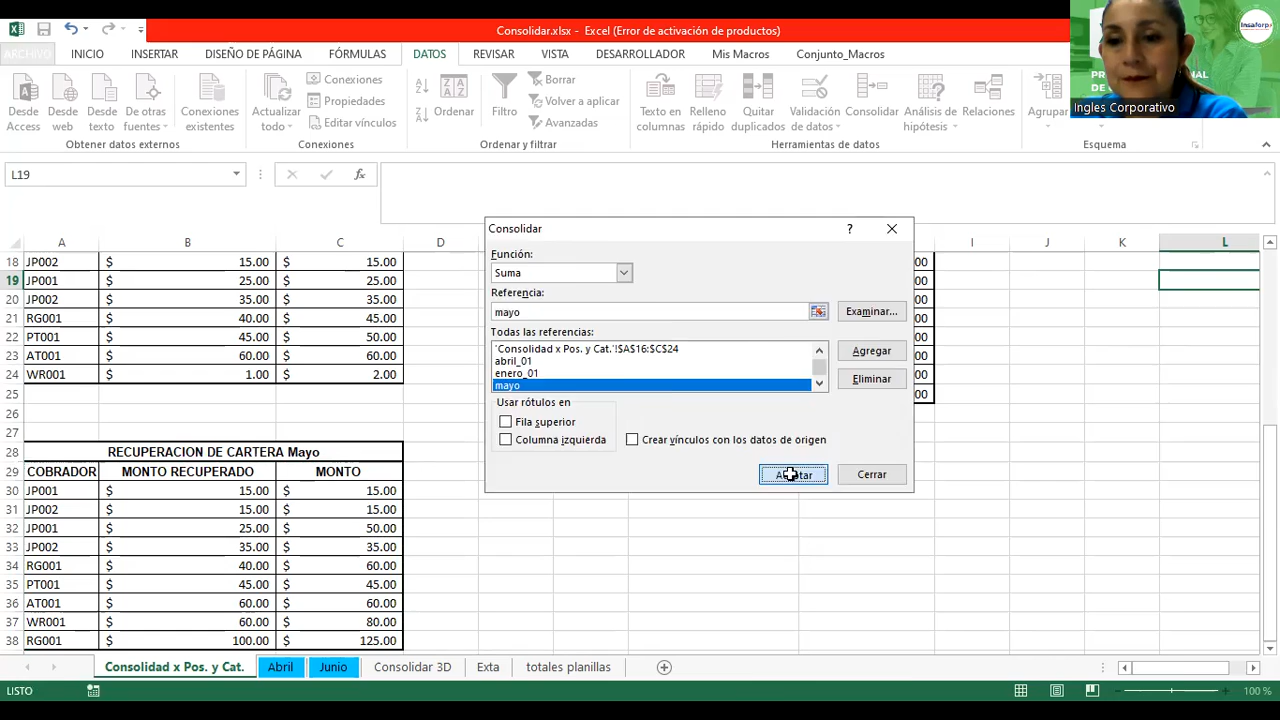 Consolidar.xlsx - Excel (Error de activación de productos)
ARCHIVO INICIO INSERTAR DISEÑO DE PÁGINA FÓRMULAS DATOS REVISAR VISTA DESARROLLADOR Mis Macros Conjunto_Macros
Insaforp
Ingles Corporativo
Desde Access
Desde web
Desde texto
De otras fuentes
Conexiones existentes
Actualizar todo
Conexiones
Propiedades
Editar vínculos
Ordenar
Filtro
Borrar
Volver a aplicar
Avanzadas
Texto en columnas
Relleno rápido
Quitar duplicados
Validación de datos
Consolidar
Análisis de hipótesis
Relaciones
Agrupar
Obtener datos externos
Conexiones
Ordenar y filtrar
Herramientas de datos
Esquema
L19
A B C D I J K L
18 JP002 $ 15.00 $ 15.00 00
19 JP001 $ 25.00 $ 25.00
20 JP002 $ 35.00 $ 35.00
21 RG001 $ 40.00 $ 45.00
22 PT001 $ 45.00 $ 50.00
23 AT001 $ 60.00 $ 60.00
24 WR001 $ 1.00 $ 2.00
25 00
26
27
28 RECUPERACION DE CARTERA Mayo
29 COBRADOR MONTO RECUPERADO MONTO
30 JP001 $ 15.00 $ 15.00
31 JP002 $ 15.00 $ 15.00
32 JP001 $ 25.00 $ 50.00
33 JP002 $ 35.00 $ 35.00
34 RG001 $ 40.00 $ 60.00
35 PT001 $ 45.00 $ 45.00
36 AT001 $ 60.00 $ 60.00
37 WR001 $ 60.00 $ 80.00
38 RG001 $ 100.00 $ 125.00
Consolidar ?
Función:
Suma
Referencia:
mayo
Examinar...
Todas las referencias:
'Consolidad x Pos. y Cat.'!$A$16:$C$24
abril_01
enero_01
mayo
Agregar
Eliminar
Usar rótulos en
Fila superior
Columna izquierda
Crear vínculos con los datos de origen
Cerrar
Consolidad x Pos. y Cat. Abril Junio Consolidar 3D Exta totales planillas
LISTO
100 %